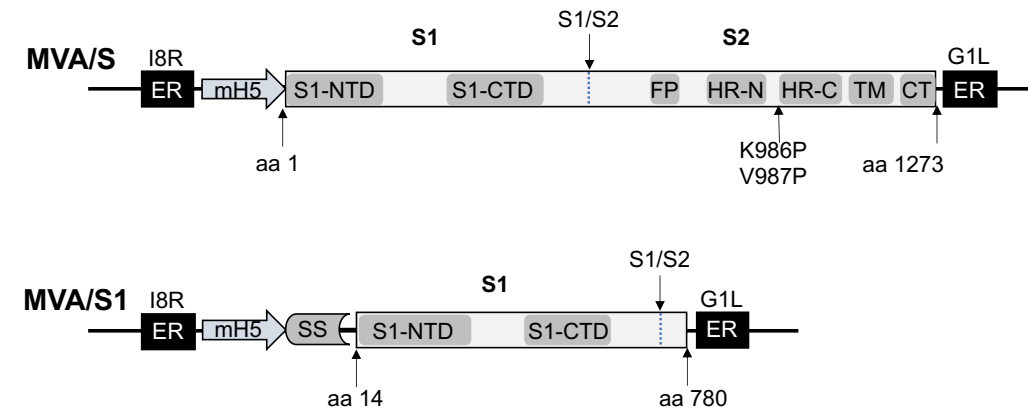 S1/S2
S1
S2
MVA/S
I8R
G1L
ER
mH5
S1-NTD
S1-CTD
FP
HR-N
HR-C
TM
CT
ER
aa 1
K986P
V987P
aa 1273
S1/S2
S1
MVA/S1
I8R
G1L
ER
mH5
SS
S1-NTD
S1-CTD
ER
aa 14
aa 780